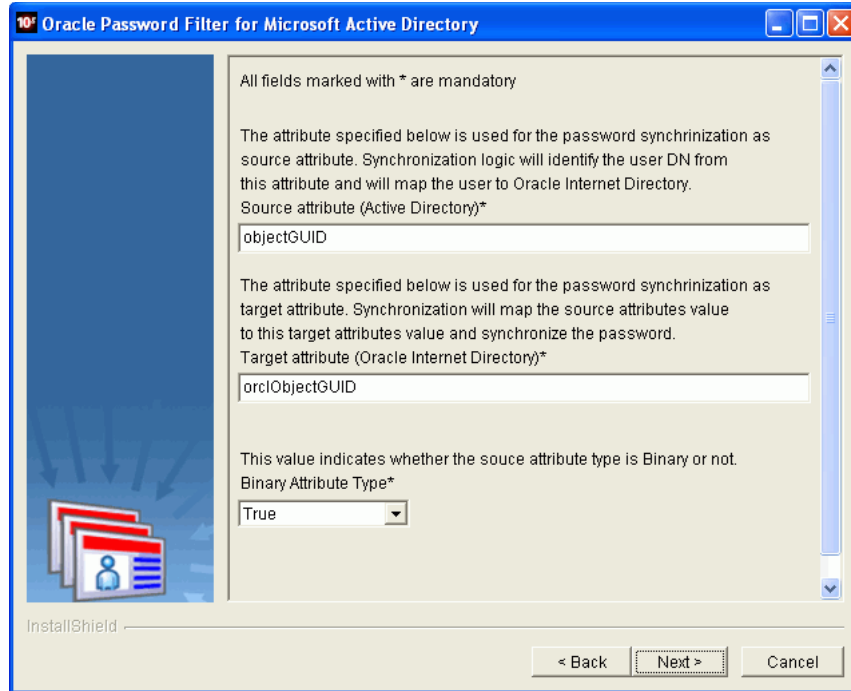 10g Oracle Password Filter for Microsoft Active Directory
All fields marked with * are mandatory
The attribute specified below is used for the password synchrinization as
source attribute. Synchronization logic will identify the user DN from
this attribute and will map the user to Oracle Internet Directory.
Source attribute (Active Directory)*
objectGUID
The attribute specified below is used for the password synchrinization as
target attribute. Synchronization will map the source attributes value
to this target attributes value and synchronize the password.
Target attribute (Oracle Internet Directory)*
orclObjectGUID
This value indicates whether the souce attribute type is Binary or not.
Binary Attribute Type*
True
InstallShield
< Back
Next >
Cancel